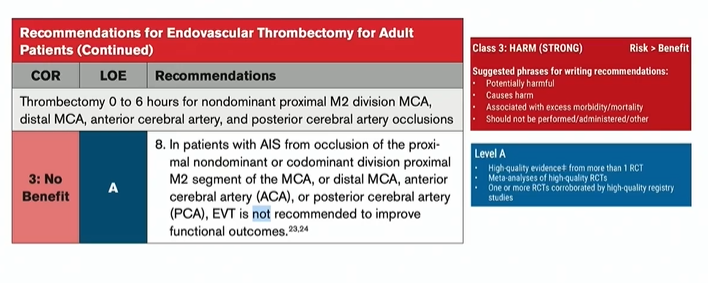 Recommendations for Endovascular Thrombectomy for Adult
Patients (Continued)
COR LOE Recommendations
Thrombectomy 0 to 6 hours for nondominant proximal M2 division MCA,
distal MCA, anterior cerebral artery, and posterior cerebral artery occlusions
3: No
Benefit
A
8. In patients with AIS from occlusion of the proxi-
mal nondominant or codominant division proximal
M2 segment of the MCA, or distal MCA, anterior
cerebral artery (ACA), or posterior cerebral artery
(PCA), EVT is not recommended to improve
functional outcomes.23,24
Class 3: HARM (STRONG) Risk > Benefit
Suggested phrases for writing recommendations:
• Potentially harmful
• Causes harm
• Associated with excess morbidity/mortality
• Should not be performed/administered/other
Level A
• High-quality evidence‡ from more than 1 RCT
• Meta-analyses of high-quality RCTs
• One or more RCTs corroborated by high-quality registry
studies